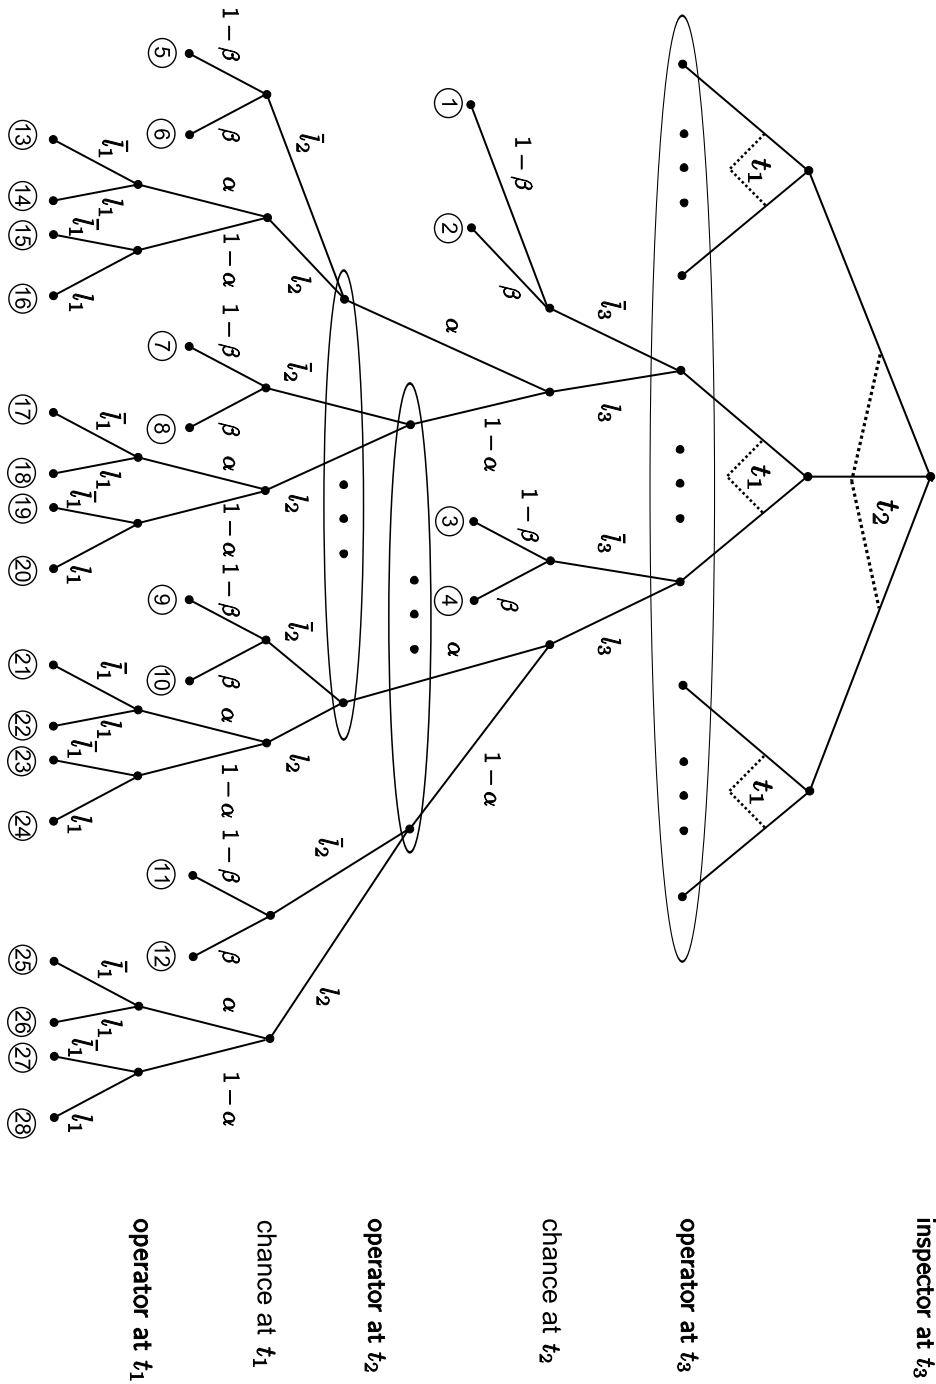 inspector at t₃
t₂
t₁ t₁ t₁
operator at t₃
l̄₃ l₃ l̄₃ l₃
chance at t₂
1 − β β 1 − β β
1 − α 1 − α
α α
1 2 3 4
operator at t₂
l̄₂ l₂ l̄₂ l₂ l̄₂ l₂ l̄₂ l₂
chance at t₁
1 − β β α 1 − α 1 − β β α 1 − α 1 − β β α 1 − α 1 − β β α 1 − α
5 6 7 8 9 10 11 12
operator at t₁
l̄₁ l₁ l̄₁ l₁ l̄₁ l₁ l̄₁ l₁ l̄₁ l₁ l̄₁ l₁ l̄₁ l₁ l̄₁ l₁
13 14 15 16 17 18 19 20 21 22 23 24 25 26 27 28